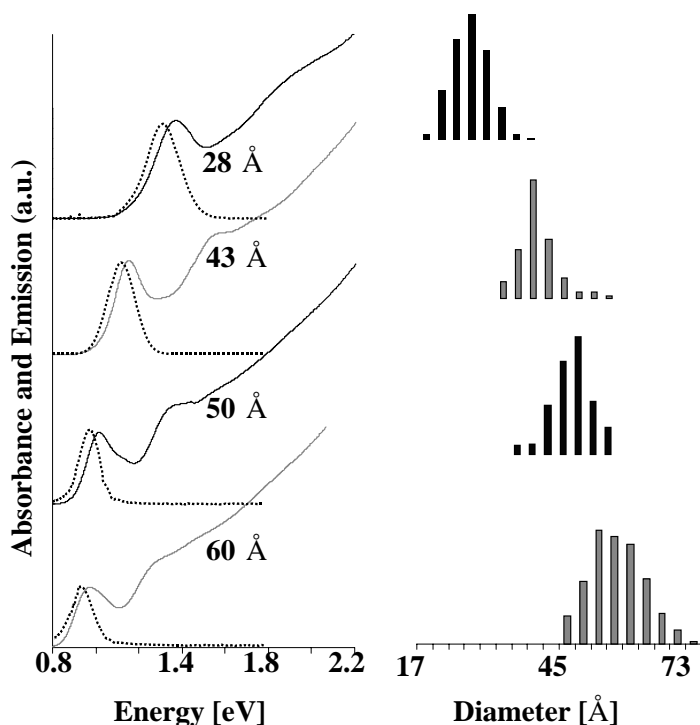 Absorbance and Emission (a.u.)
28 Å
43 Å
50 Å
60 Å
0.8 1.4 1.8 2.2
Energy [eV]
17 45 73
Diameter [Å]